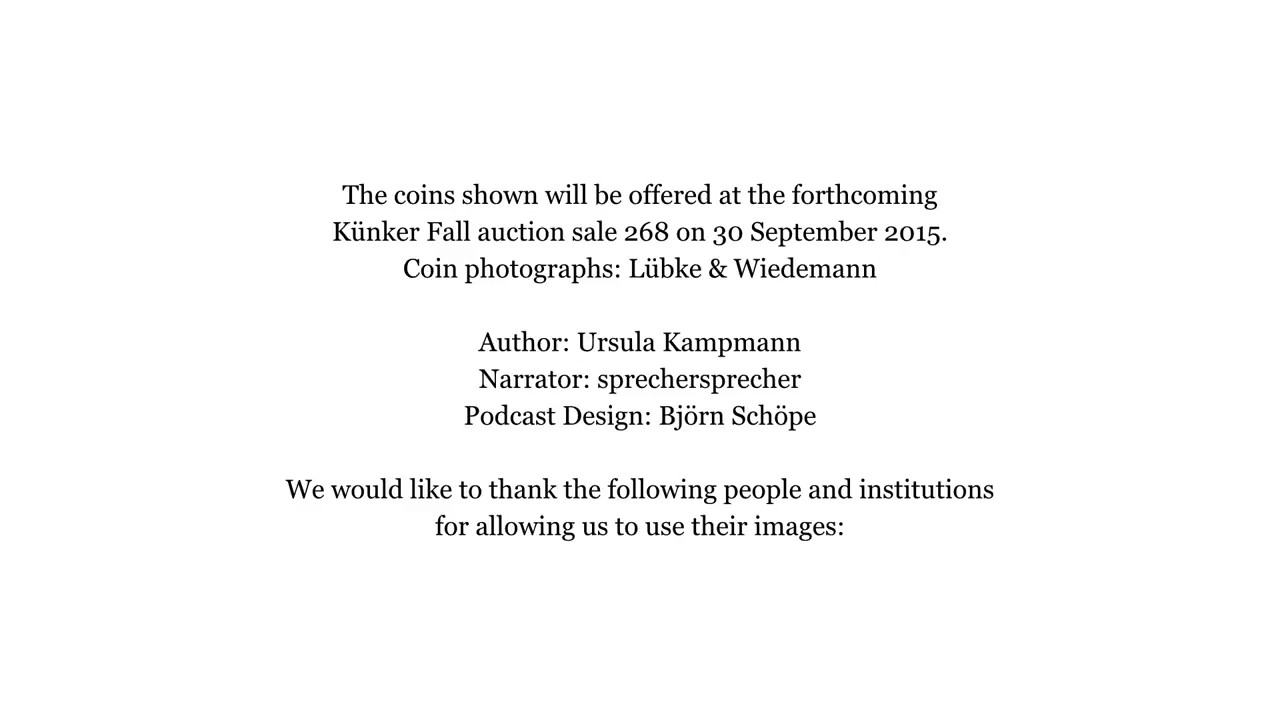 The coins shown will be offered at the forthcoming
Künker Fall auction sale 268 on 30 September 2015.
Coin photographs: Lübke & Wiedemann
Author: Ursula Kampmann
Narrator: sprechersprecher
Podcast Design: Björn Schöpe
We would like to thank the following people and institutions
for allowing us to use their images: